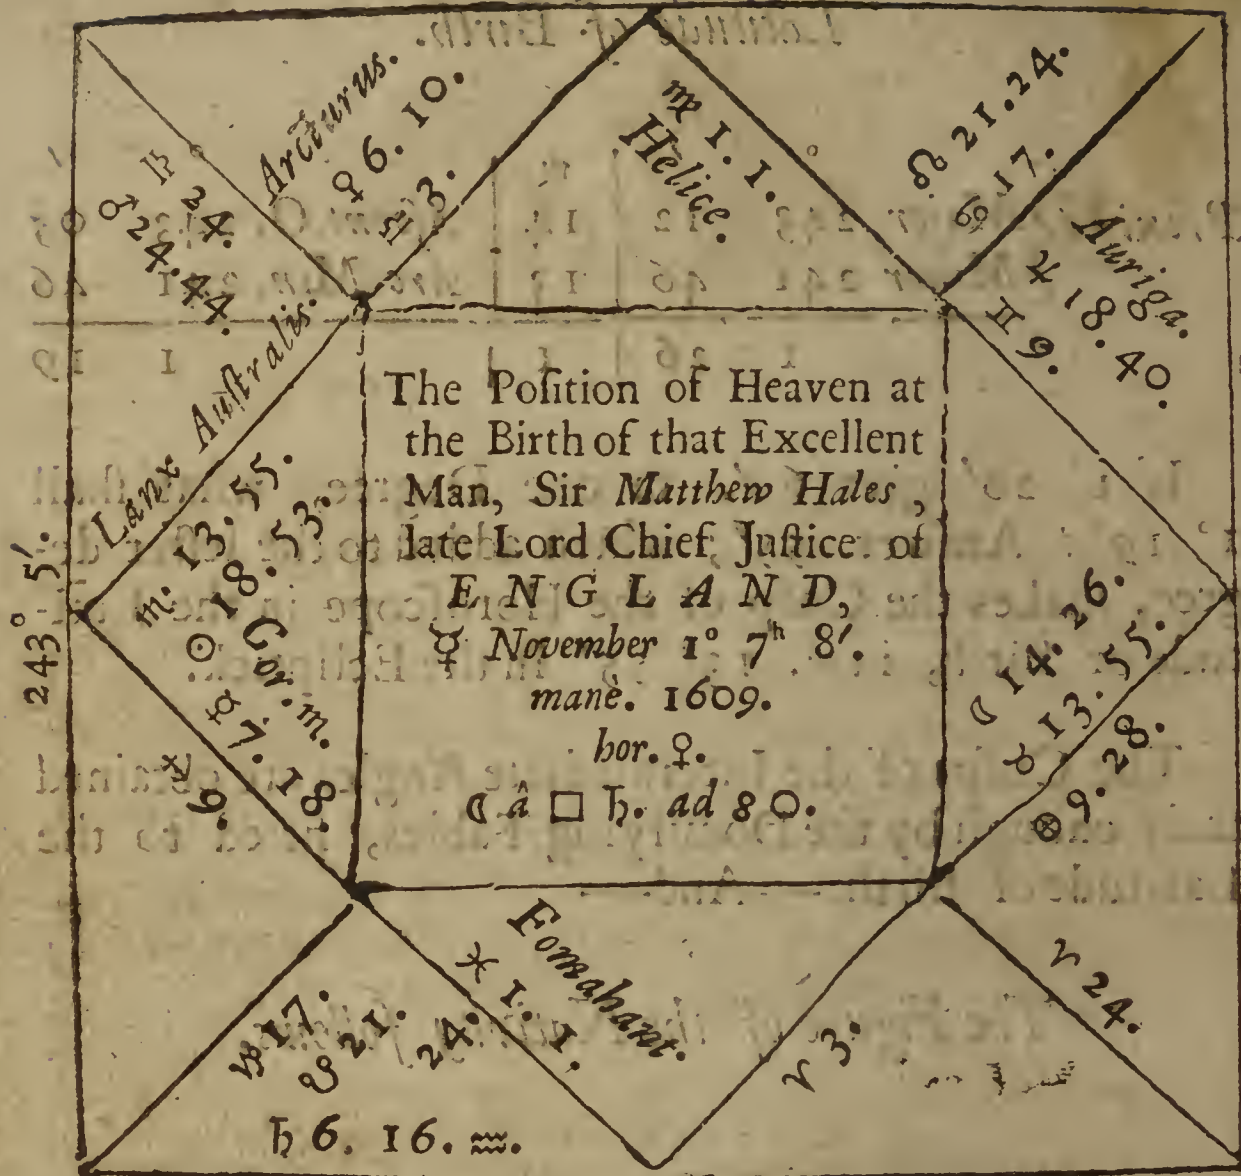 The Poſition of Heaven at
the Birth of that Excellent
Man, Sir Matthew Hales,
late Lord Chief Juſtice of
ENGLAND,
☿ November 1° 7ʰ 8′.
manè. 1609.
hor. ♀.
☾ â □ ♄. ad 8 ☉.
♍ 1. 1.
Helice.
Arcturus.
♀ 6. 10.
♎ 3.
♎ 24.
♂ 24. 44.
Lanx Auſtralis.
243° 5′.
♏. 13. 55.
☉ 18. 53.
Cor. ♏.
☿ 7. 18.
♐ 9.
♑ 17.
☋ 21. 24.
♄ 6. 16. ♒.
Fomahant.
♓ 1. 1.
♈ 3.
♈ 24.
☾ 14. 26.
♉ 13. 55.
⊗ 9. 28.
Auriga.
♃ 18. 40.
♊ 9.
☊ 21. 24.
♋ 17.